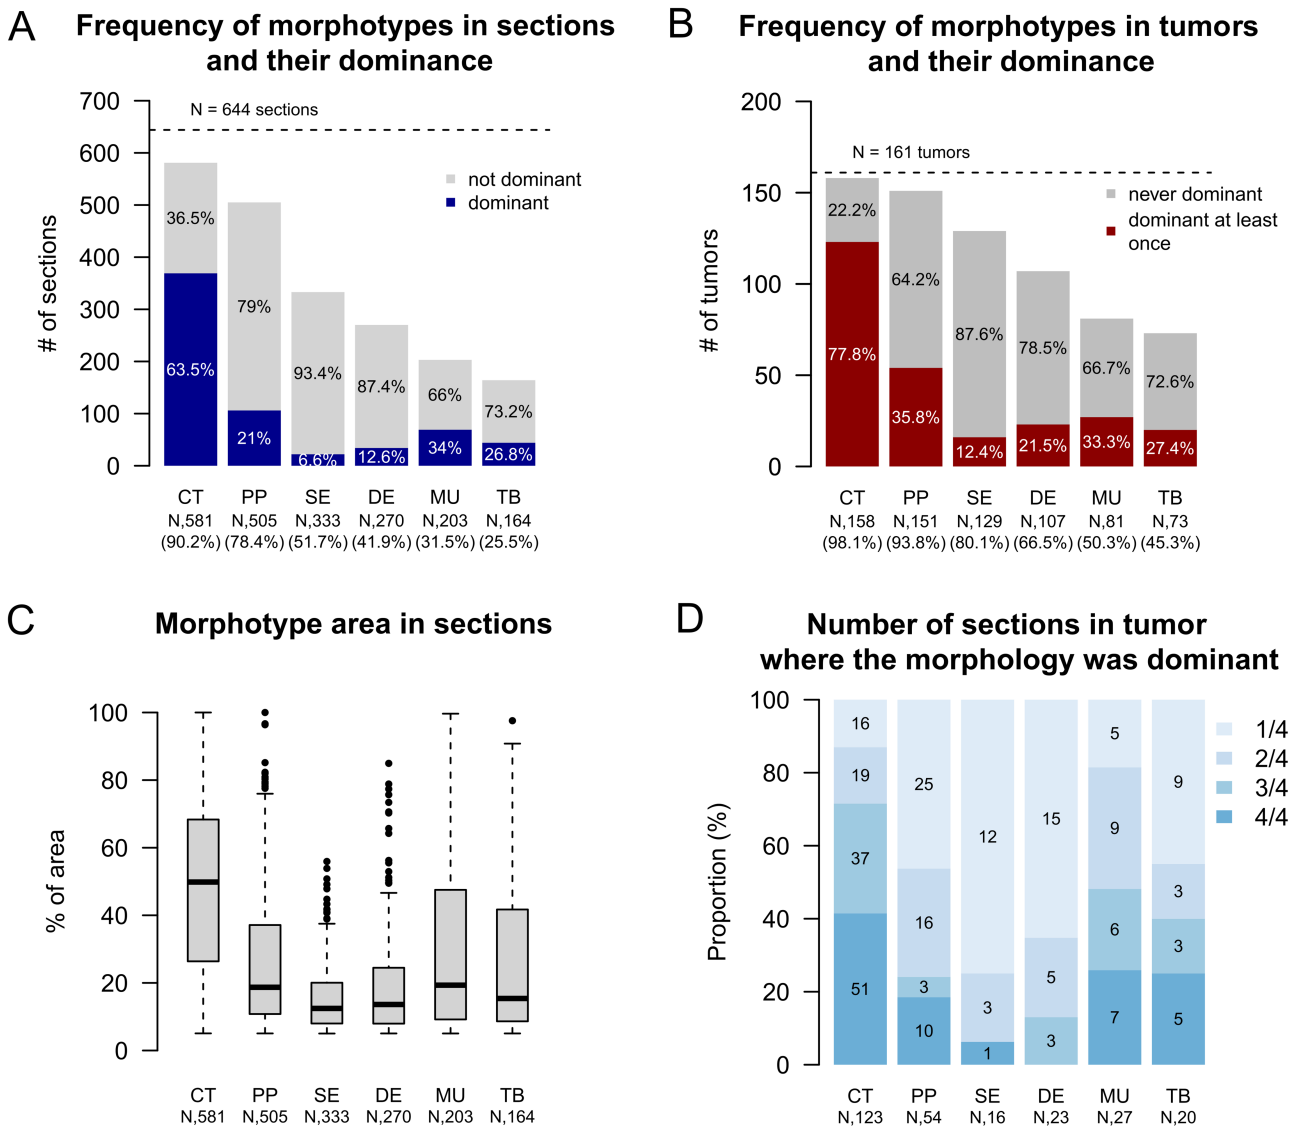 A
Frequency of morphotypes in sections
and their dominance
# of sections
700
600
500
400
300
200
100
0
N = 644 sections
not dominant
dominant
36.5%
63.5%
79%
21%
93.4%
6.6%
87.4%
12.6%
66%
34%
73.2%
26.8%
CT PP SE DE MU TB
N,581 N,505 N,333 N,270 N,203 N,164
(90.2%) (78.4%) (51.7%) (41.9%) (31.5%) (25.5%)
B
Frequency of morphotypes in tumors
and their dominance
# of tumors
200
150
100
50
0
N = 161 tumors
never dominant
dominant at least
once
22.2%
77.8%
64.2%
35.8%
87.6%
12.4%
78.5%
21.5%
66.7%
33.3%
72.6%
27.4%
CT PP SE DE MU TB
N,158 N,151 N,129 N,107 N,81 N,73
(98.1%) (93.8%) (80.1%) (66.5%) (50.3%) (45.3%)
C
Morphotype area in sections
% of area
100
80
60
40
20
0
CT PP SE DE MU TB
N,581 N,505 N,333 N,270 N,203 N,164
D
Number of sections in tumor
where the morphology was dominant
Proportion (%)
100
80
60
40
20
0
1/4
2/4
3/4
4/4
16
19
37
51
25
16
3
10
12
3
1
15
5
3
5
9
6
7
9
3
3
5
CT PP SE DE MU TB
N,123 N,54 N,16 N,23 N,27 N,20